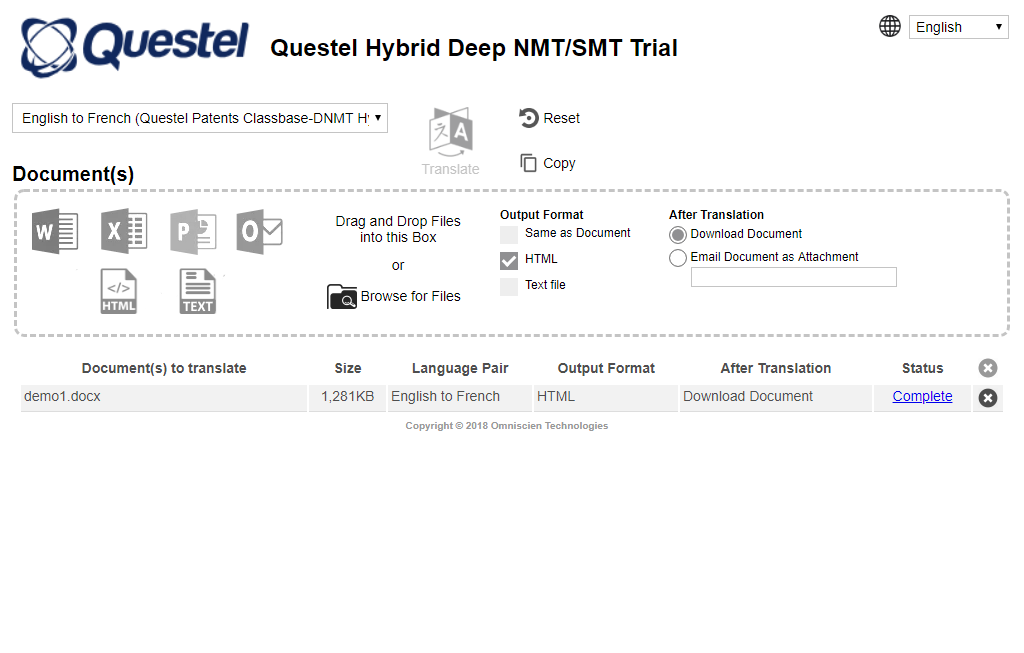 Questel
Questel Hybrid Deep NMT/SMT Trial
English
English to French (Questel Patents Classbase-DNMT Hy
Translate
Reset
Copy
Document(s)
W
X
P
O
</>
HTML
TEXT
Drag and Drop Files
into this Box
or
Browse for Files
Output Format
Same as Document
HTML
Text file
After Translation
Download Document
Email Document as Attachment
Document(s) to translate Size Language Pair Output Format After Translation Status
demo1.docx 1,281KB English to French HTML Download Document Complete
Copyright © 2018 Omniscien Technologies